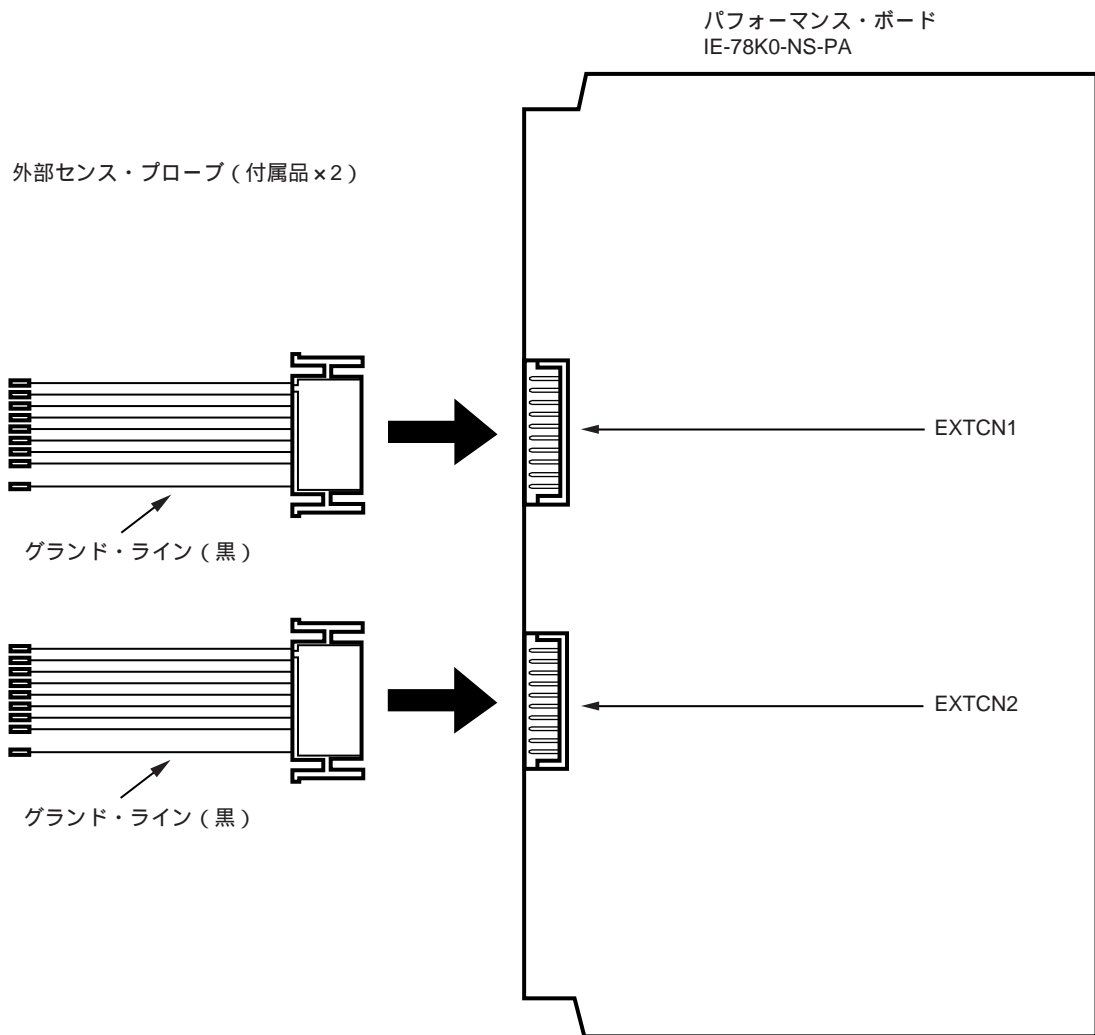 パフォーマンス・ボード
IE-78K0-NS-PA
外部センス・プローブ（付属品×2）
EXTCN1
グランド・ライン（黒）
EXTCN2
グランド・ライン（黒）